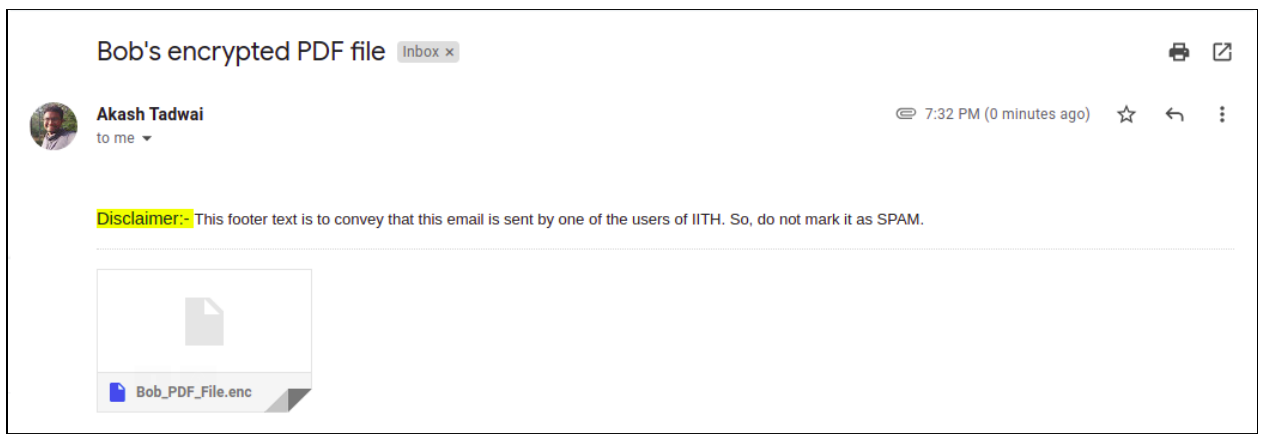 Bob's encrypted PDF file Inbox ×
Akash Tadwai 7:32 PM (0 minutes ago)
to me
Disclaimer:- This footer text is to convey that this email is sent by one of the users of IITH. So, do not mark it as SPAM.
Bob_PDF_File.enc